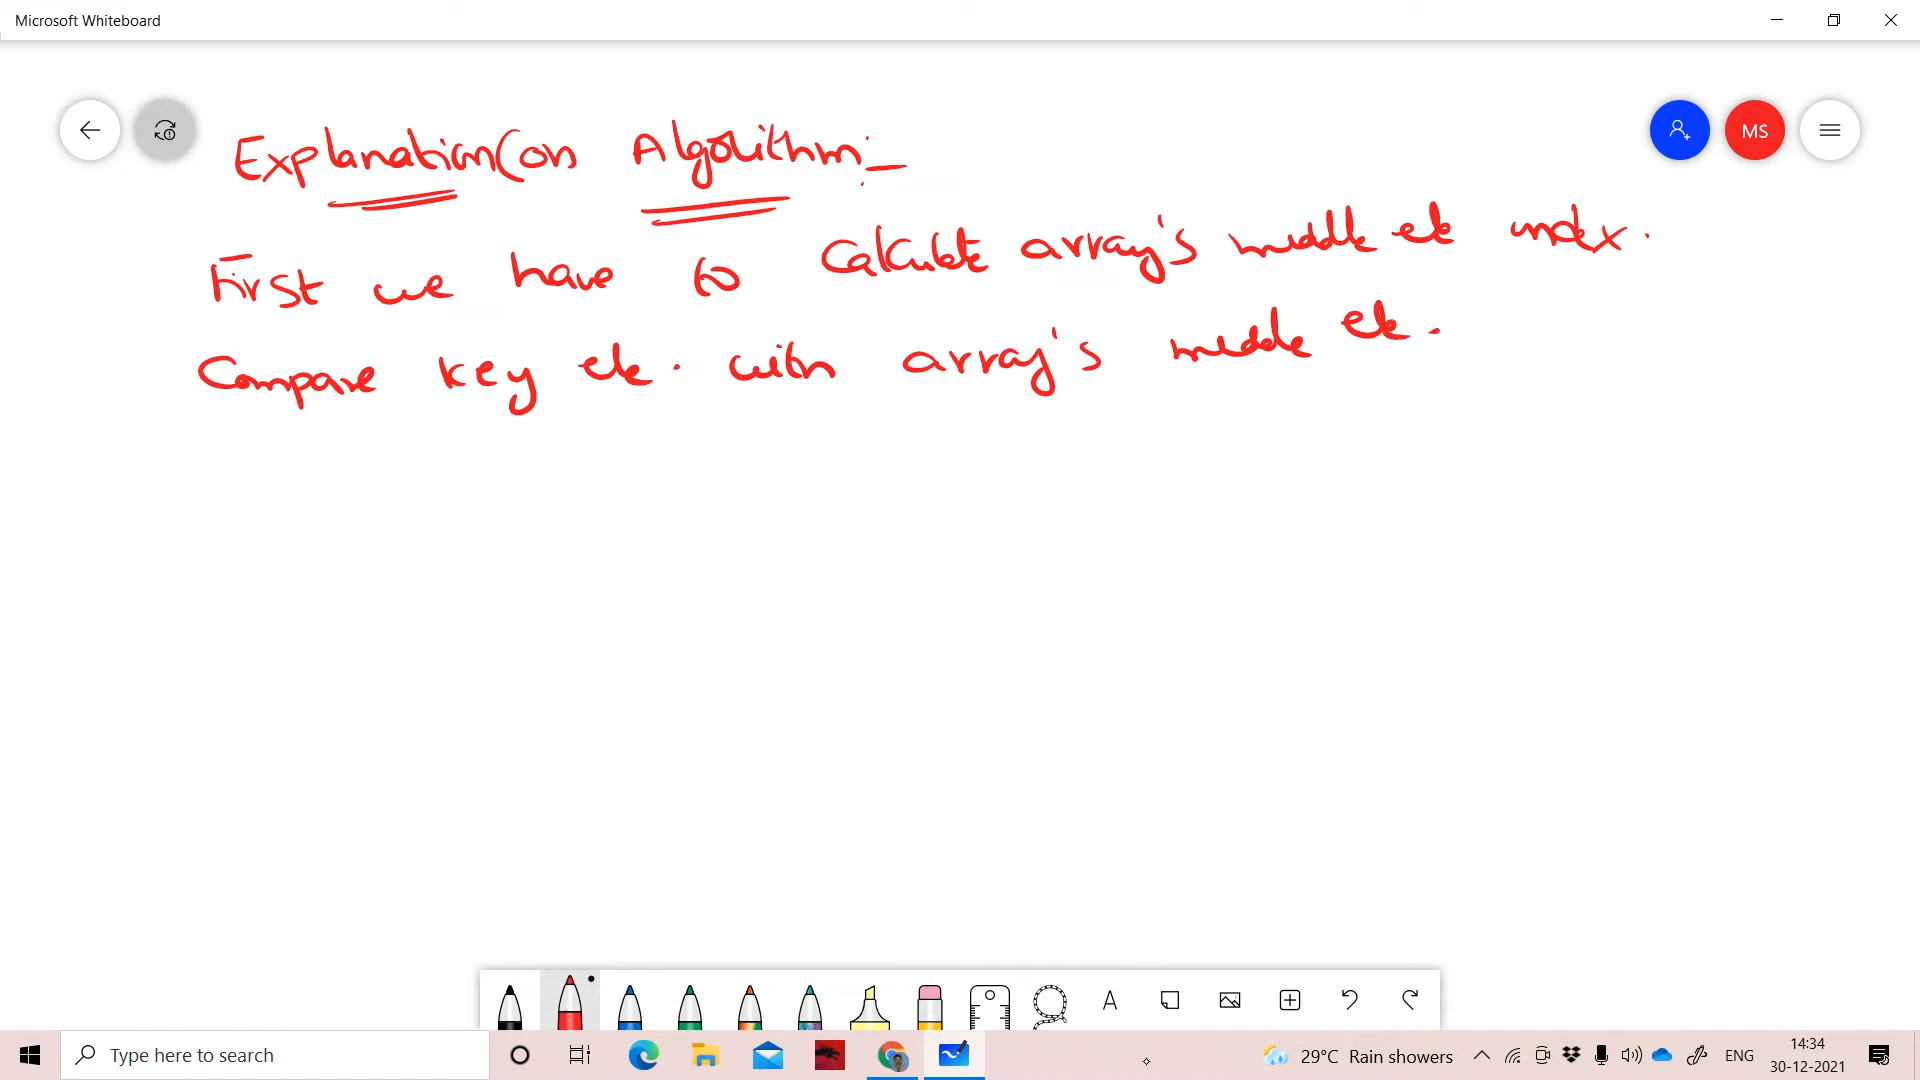 Microsoft Whiteboard
MS
Explanation (on Algorithm:-
First we have to calculate array's middle ele index.
Compare key ele. with array's middle ele.
A
Type here to search
29°C Rain showers
ENG
14:34
30-12-2021